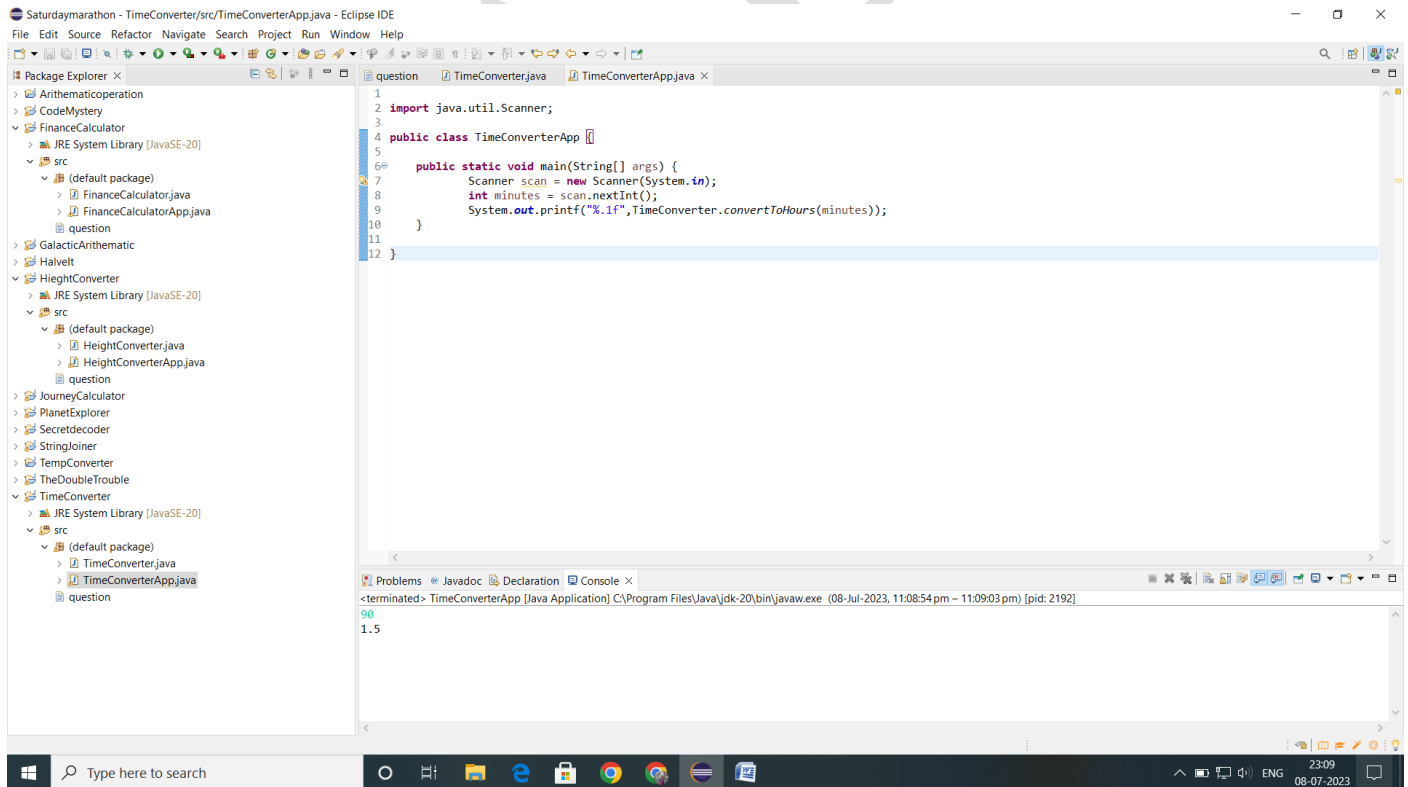 Saturdaymarathon - TimeConverter/src/TimeConverterApp.java - Eclipse IDE
File Edit Source Refactor Navigate Search Project Run Window Help
Package Explorer
Arithematicoperation
CodeMystery
FinanceCalculator
JRE System Library [JavaSE-20]
src
(default package)
FinanceCalculator.java
FinanceCalculatorApp.java
question
GalacticArithematic
HalveIt
HieghtConverter
JRE System Library [JavaSE-20]
src
(default package)
HeightConverter.java
HeightConverterApp.java
question
JourneyCalculator
PlanetExplorer
Secretdecoder
StringJoiner
TempConverter
TheDoubleTrouble
TimeConverter
JRE System Library [JavaSE-20]
src
(default package)
TimeConverter.java
TimeConverterApp.java
question
question TimeConverter.java TimeConverterApp.java
1
2 import java.util.Scanner;
3
4 public class TimeConverterApp {
5
6 public static void main(String[] args) {
7 Scanner scan = new Scanner(System.in);
8 int minutes = scan.nextInt();
9 System.out.printf("%.1f",TimeConverter.convertToHours(minutes));
10 }
11
12 }
Problems Javadoc Declaration Console
<terminated> TimeConverterApp [Java Application] C:\Program Files\Java\jdk-20\bin\javaw.exe (08-Jul-2023, 11:08:54 pm – 11:09:03 pm) [pid: 2192]
90
1.5
Type here to search
ENG
23:09
08-07-2023